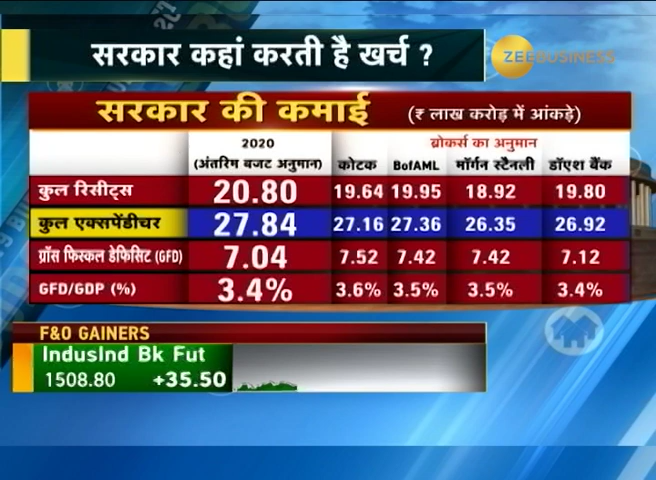 सरकार कहां करती है खर्च ?
ZEEBUSINESS
सरकार की कमाई (₹ लाख करोड़ में आंकड़े)
2020 ब्रोकर्स का अनुमान
(अंतरिम बजट अनुमान) कोटक BofAML मॉर्गन स्टैनली डॉएश बैंक
कुल रिसीट्स 20.80 19.64 19.95 18.92 19.80
कुल एक्सपेंडीचर 27.84 27.16 27.36 26.35 26.92
ग्रॉस फिस्कल डेफिसिट (GFD) 7.04 7.52 7.42 7.42 7.12
GFD/GDP (%) 3.4% 3.6% 3.5% 3.5% 3.4%
F&O GAINERS
IndusInd Bk Fut
1508.80 +35.50